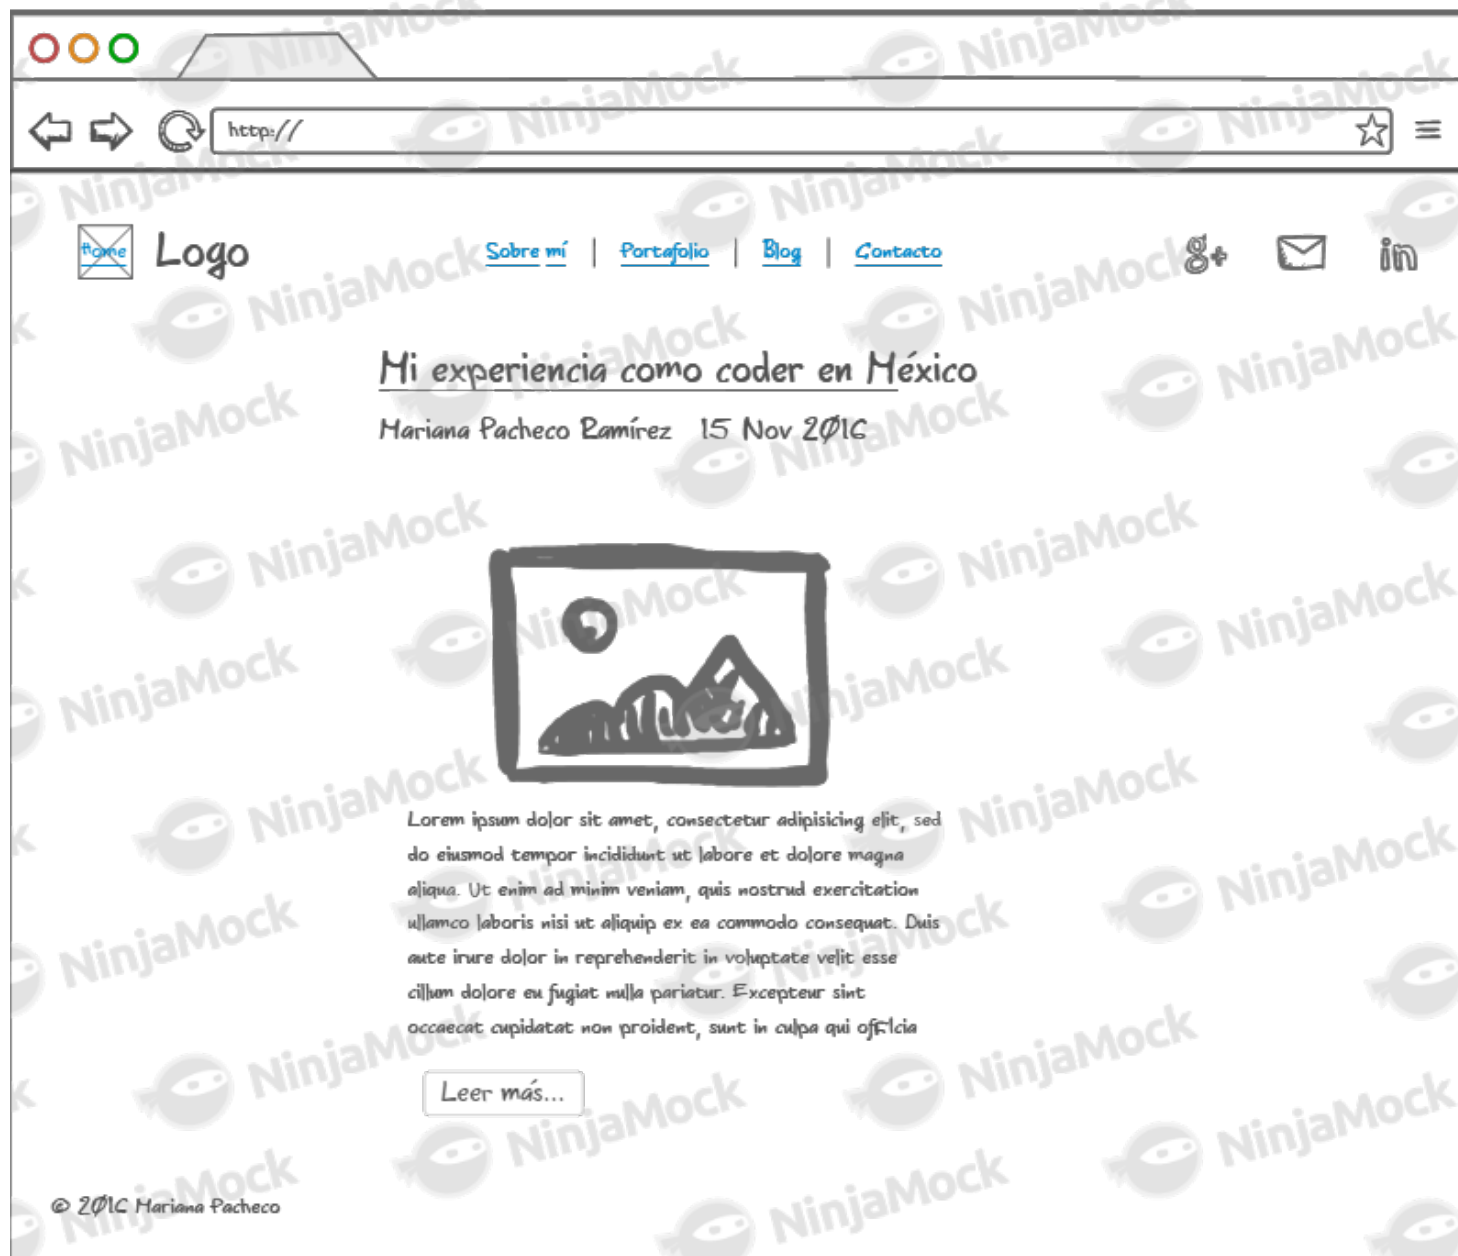 http://
Home Logo Sobre mí | Portafolio | Blog | Contacto g+ in
Mi experiencia como coder en México
Mariana Pacheco Ramírez 15 Nov 2016
Lorem ipsum dolor sit amet, consectetur adipisicing elit, sed
do eiusmod tempor incididunt ut labore et dolore magna
aliqua. Ut enim ad minim veniam, quis nostrud exercitation
ullamco laboris nisi ut aliquip ex ea commodo consequat. Duis
aute irure dolor in reprehenderit in voluptate velit esse
cillum dolore eu fugiat nulla pariatur. Excepteur sint
occaecat cupidatat non proident, sunt in culpa qui officia
Leer más...
© 2016 Mariana Pacheco
NinjaMock